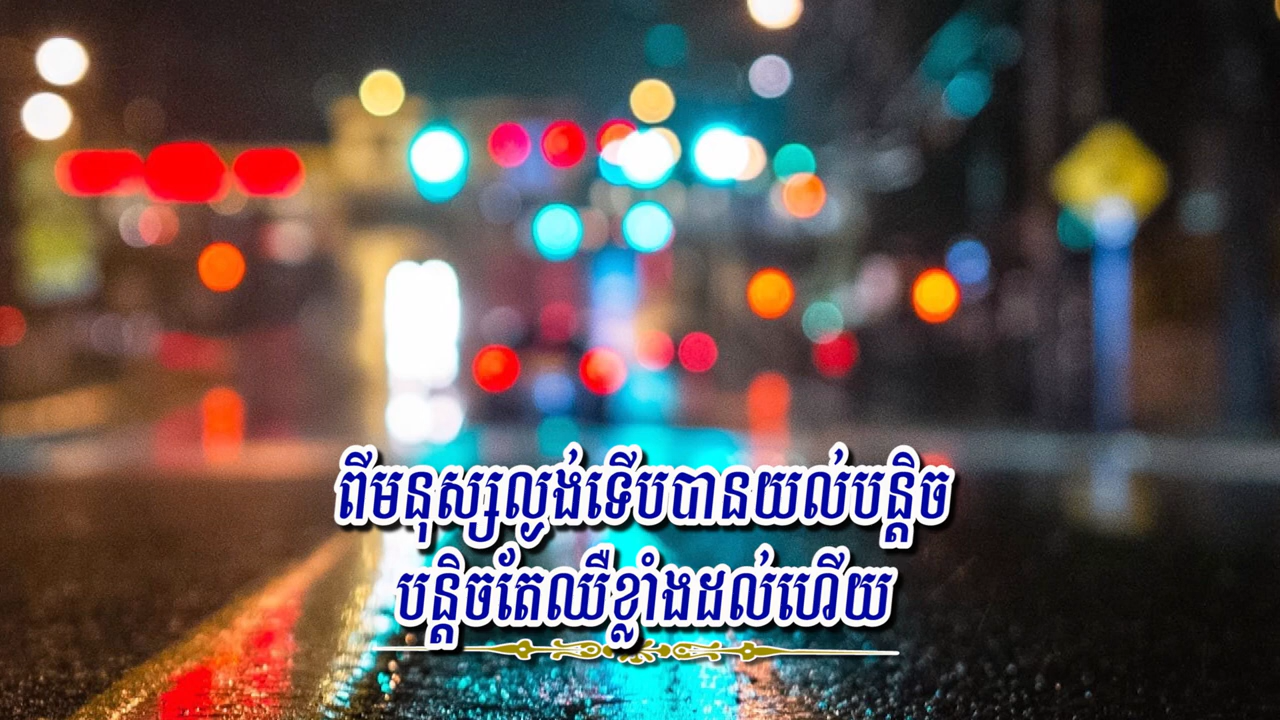 ពីមនុស្សល្ងង់ទើបបានយល់បន្តិច
បន្តិចតែឈឺខ្លាំងដល់ហើយ